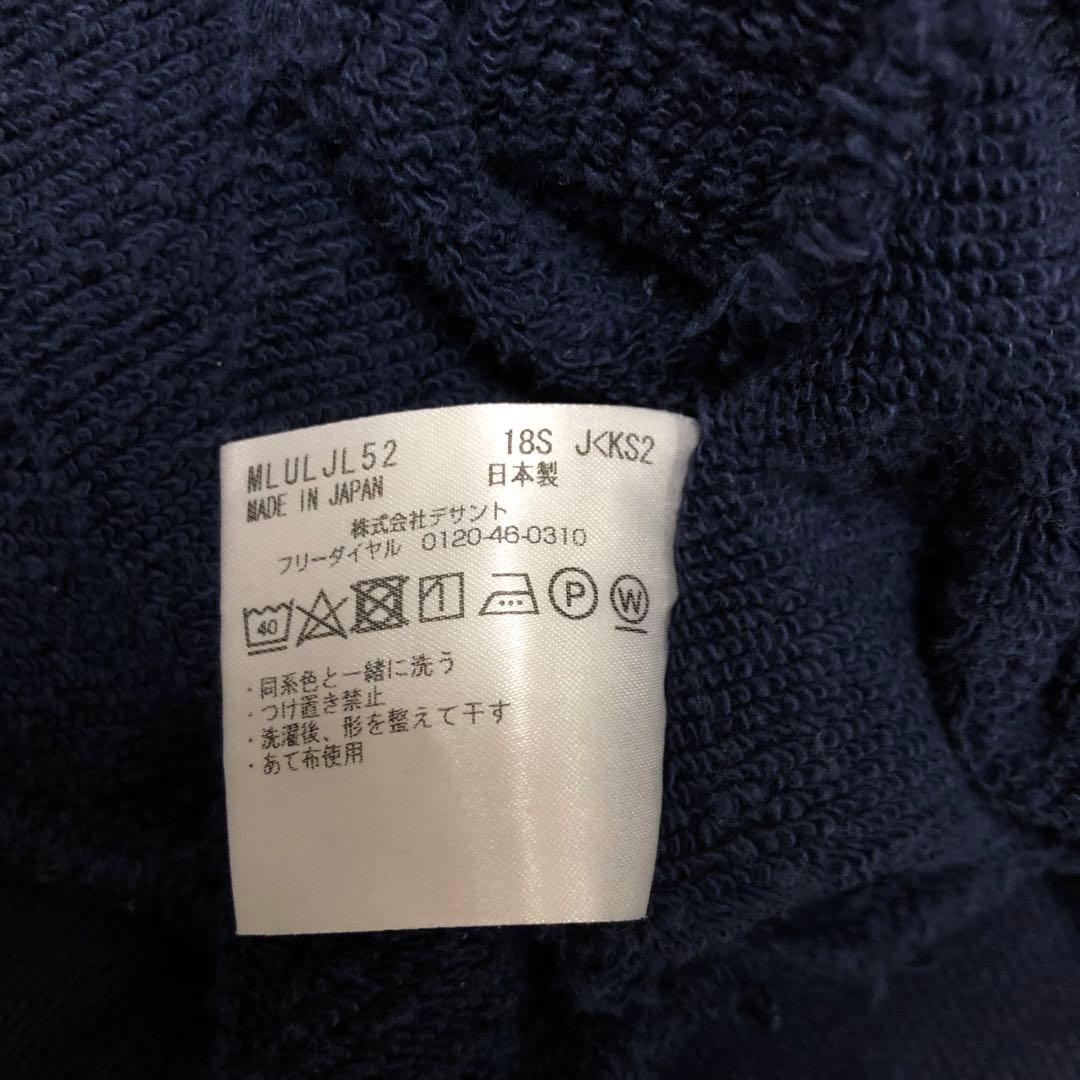 MLULJL52 18S J<KS2
MADE IN JAPAN 日本製
株式会社デサント
フリーダイヤル 0120-46-0310
40 P W
・同系色と一緒に洗う
・つけ置き禁止
・洗濯後、形を整えて干す
・あて布使用